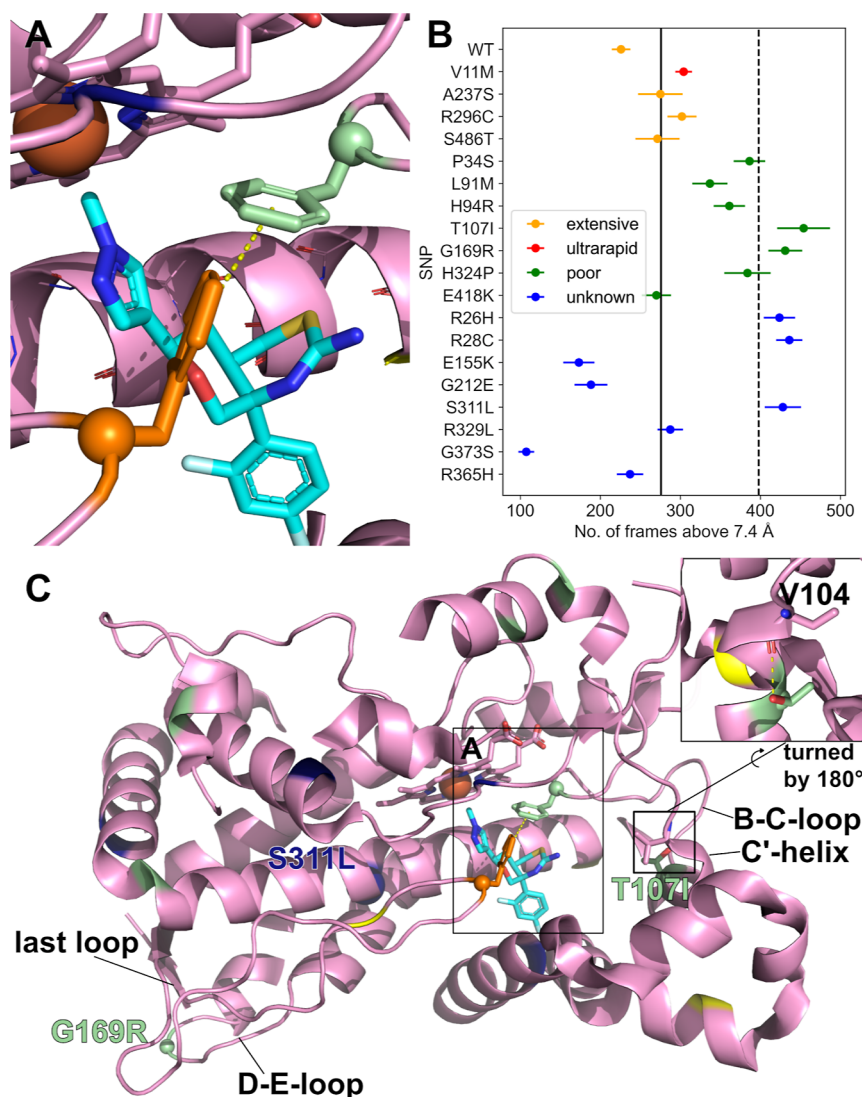 A
B
WT
V11M
A237S
R296C
S486T
P34S
L91M
H94R
T107I
G169R
H324P
E418K
R26H
R28C
E155K
G212E
S311L
R329L
G373S
R365H
SNP
extensive
ultrarapid
poor
unknown
100 200 300 400 500
No. of frames above 7.4 Å
C
V104
A
turned
by 180°
B-C-loop
C'-helix
S311L
T107I
last loop
G169R
D-E-loop